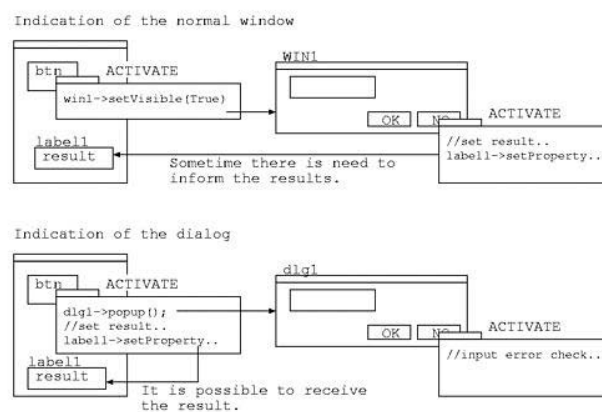 Indication of the normal window
btn
ACTIVATE
win1->setVisible(True)
WIN1
OK
NO
ACTIVATE
//set result..
label1->setProperty..
label1
result
Sometime there is need to
inform the results.
Indication of the dialog
btn
ACTIVATE
dlg1->popup();
//set result..
label1->setProperty..
dlg1
OK
NO
ACTIVATE
//input error check..
label1
result
It is possible to receive
the result.